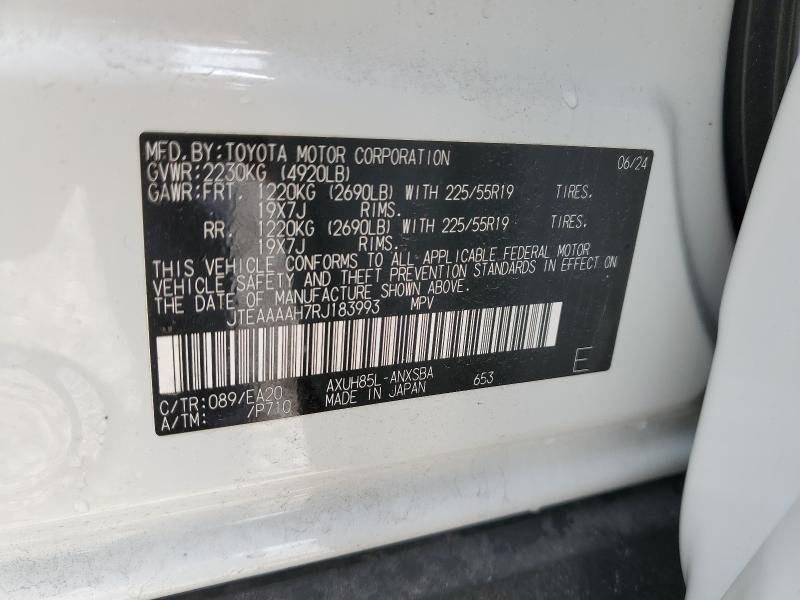 MFD.BY:TOYOTA MOTOR CORPORATION 06/24
GVWR:2230KG (4920LB)
GAWR:FRT. 1220KG (2690LB) WITH 225/55R19 TIRES.
19X7J RIMS.
RR. 1220KG (2690LB) WITH 225/55R19 TIRES.
19X7J RIMS.
THIS VEHICLE CONFORMS TO ALL APPLICABLE FEDERAL MOTOR
VEHICLE SAFETY AND THEFT PREVENTION STANDARDS IN EFFECT ON
THE DATE OF MANUFACTURE SHOWN ABOVE.
JTEAAAAH7RJ183993 MPV
C/TR:089/EA20 AXUH85L-ANXSBA 653 E
A/TM: /P710 MADE IN JAPAN